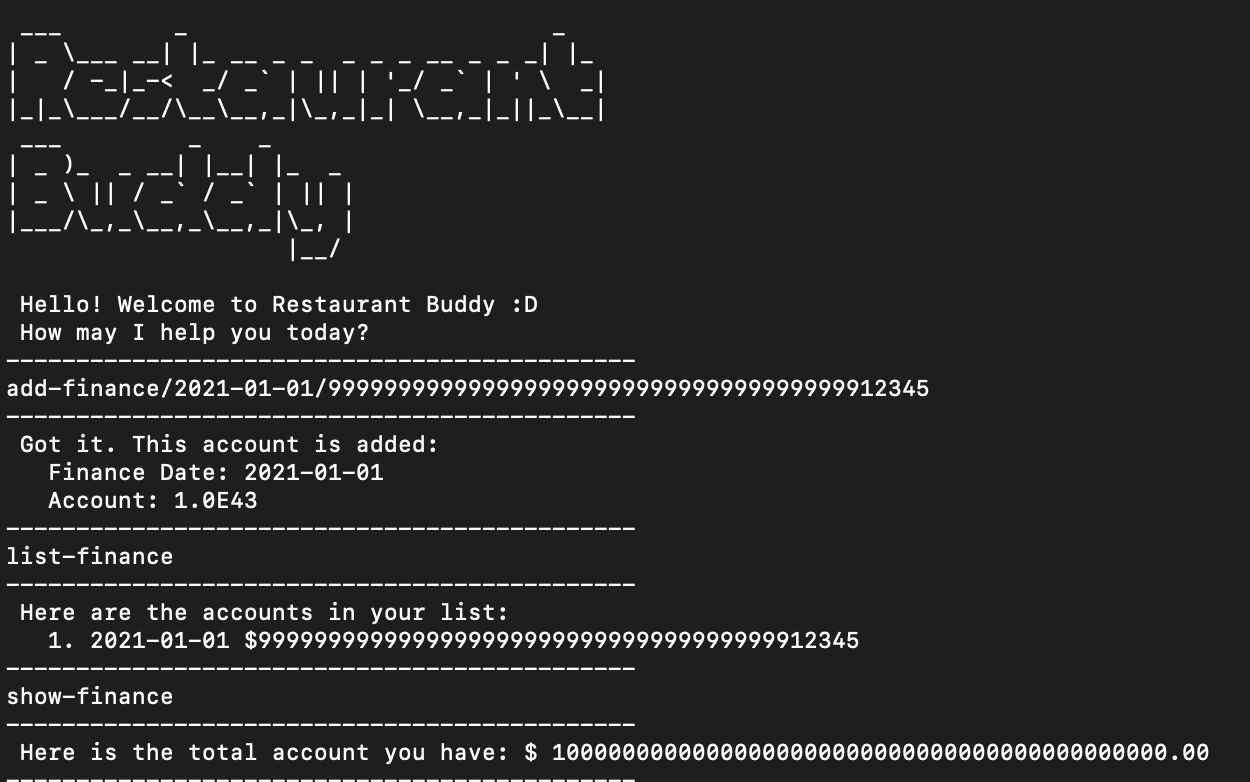 Restaurant
Buddy
Hello! Welcome to Restaurant Buddy :D
How may I help you today?
---------------------------------------------
add-finance/2021-01-01/9999999999999999999999999999999999999912345
---------------------------------------------
Got it. This account is added:
Finance Date: 2021-01-01
Account: 1.0E43
---------------------------------------------
list-finance
---------------------------------------------
Here are the accounts in your list:
1. 2021-01-01 $9999999999999999999999999999999999999912345
---------------------------------------------
show-finance
---------------------------------------------
Here is the total account you have: $ 10000000000000000000000000000000000000000000.00
---------------------------------------------